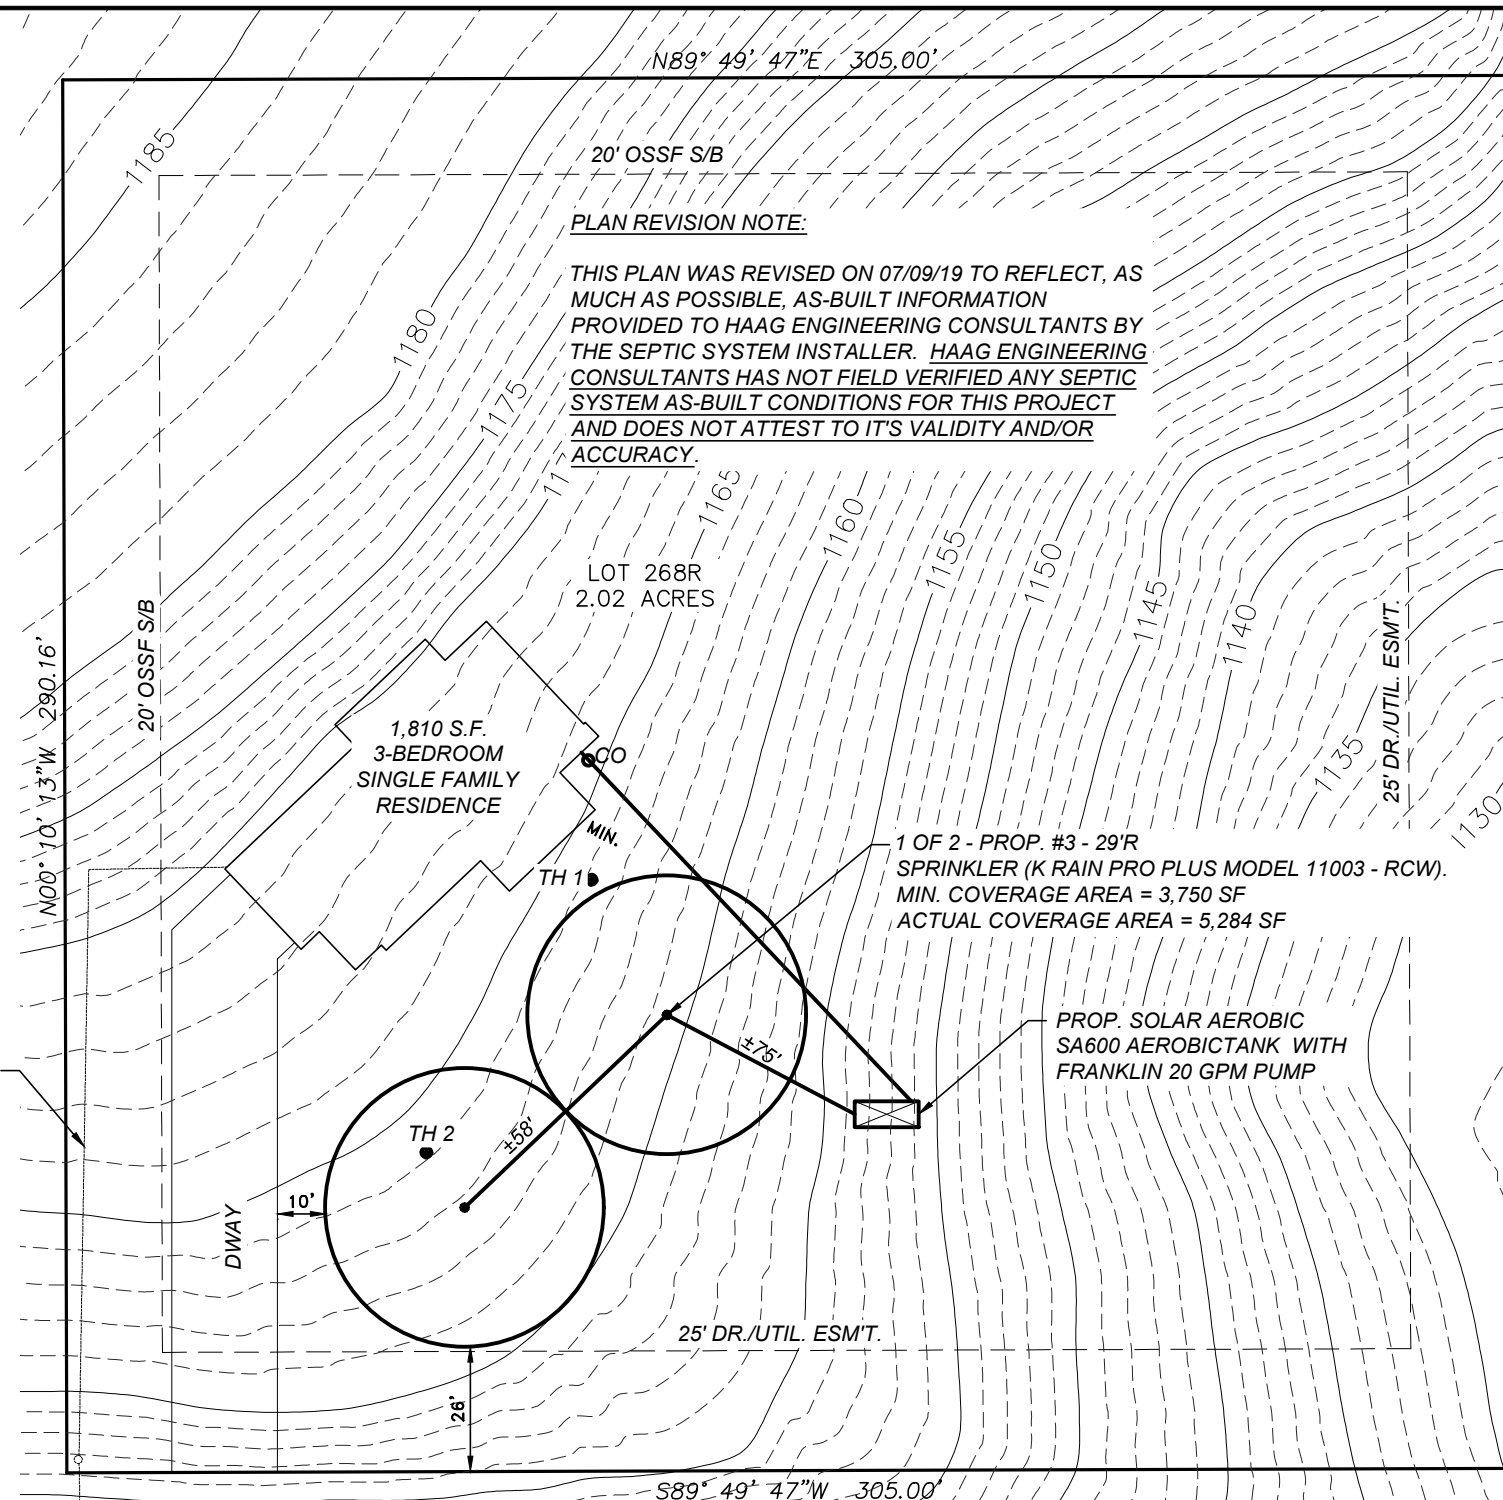 N89° 49' 47"E 305.00'
1185
20' OSSF S/B
PLAN REVISION NOTE:
THIS PLAN WAS REVISED ON 07/09/19 TO REFLECT, AS
MUCH AS POSSIBLE, AS-BUILT INFORMATION
PROVIDED TO HAAG ENGINEERING CONSULTANTS BY
THE SEPTIC SYSTEM INSTALLER. HAAG ENGINEERING
CONSULTANTS HAS NOT FIELD VERIFIED ANY SEPTIC
SYSTEM AS-BUILT CONDITIONS FOR THIS PROJECT
AND DOES NOT ATTEST TO IT'S VALIDITY AND/OR
ACCURACY.
1180
1175
11
1165
1160
1155
1150
1145
1140
1135
1130
LOT 268R
2.02 ACRES
20' OSSF S/B
N00° 10' 13"W 290.16'
25' DR./UTIL. ESM'T.
1,810 S.F.
3-BEDROOM
SINGLE FAMILY
RESIDENCE
CO
MIN.
TH 1
1 OF 2 - PROP. #3 - 29'R
SPRINKLER (K RAIN PRO PLUS MODEL 11003 - RCW).
MIN. COVERAGE AREA = 3,750 SF
ACTUAL COVERAGE AREA = 5,284 SF
PROP. SOLAR AEROBIC
SA600 AEROBICTANK WITH
FRANKLIN 20 GPM PUMP
±75'
±58'
TH 2
10'
DWAY
25' DR./UTIL. ESM'T.
26'
S89° 49' 47"W 305.00'